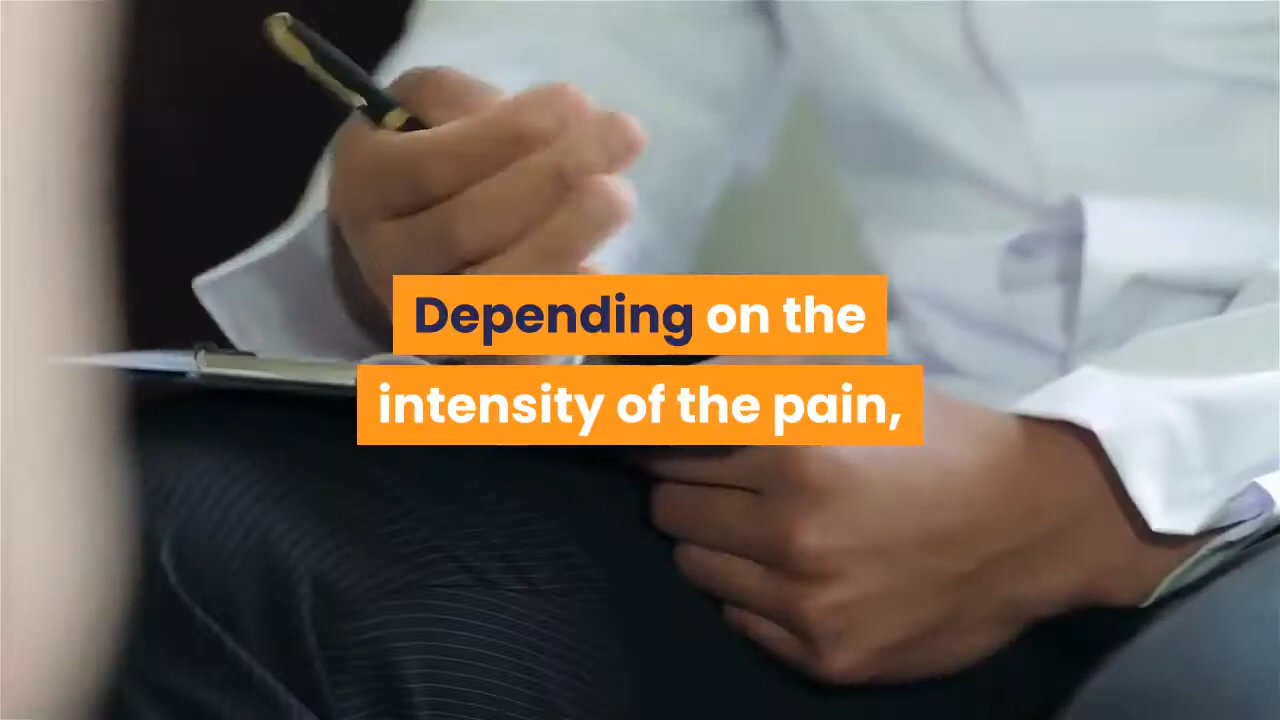 Depending on the
intensity of the pain,